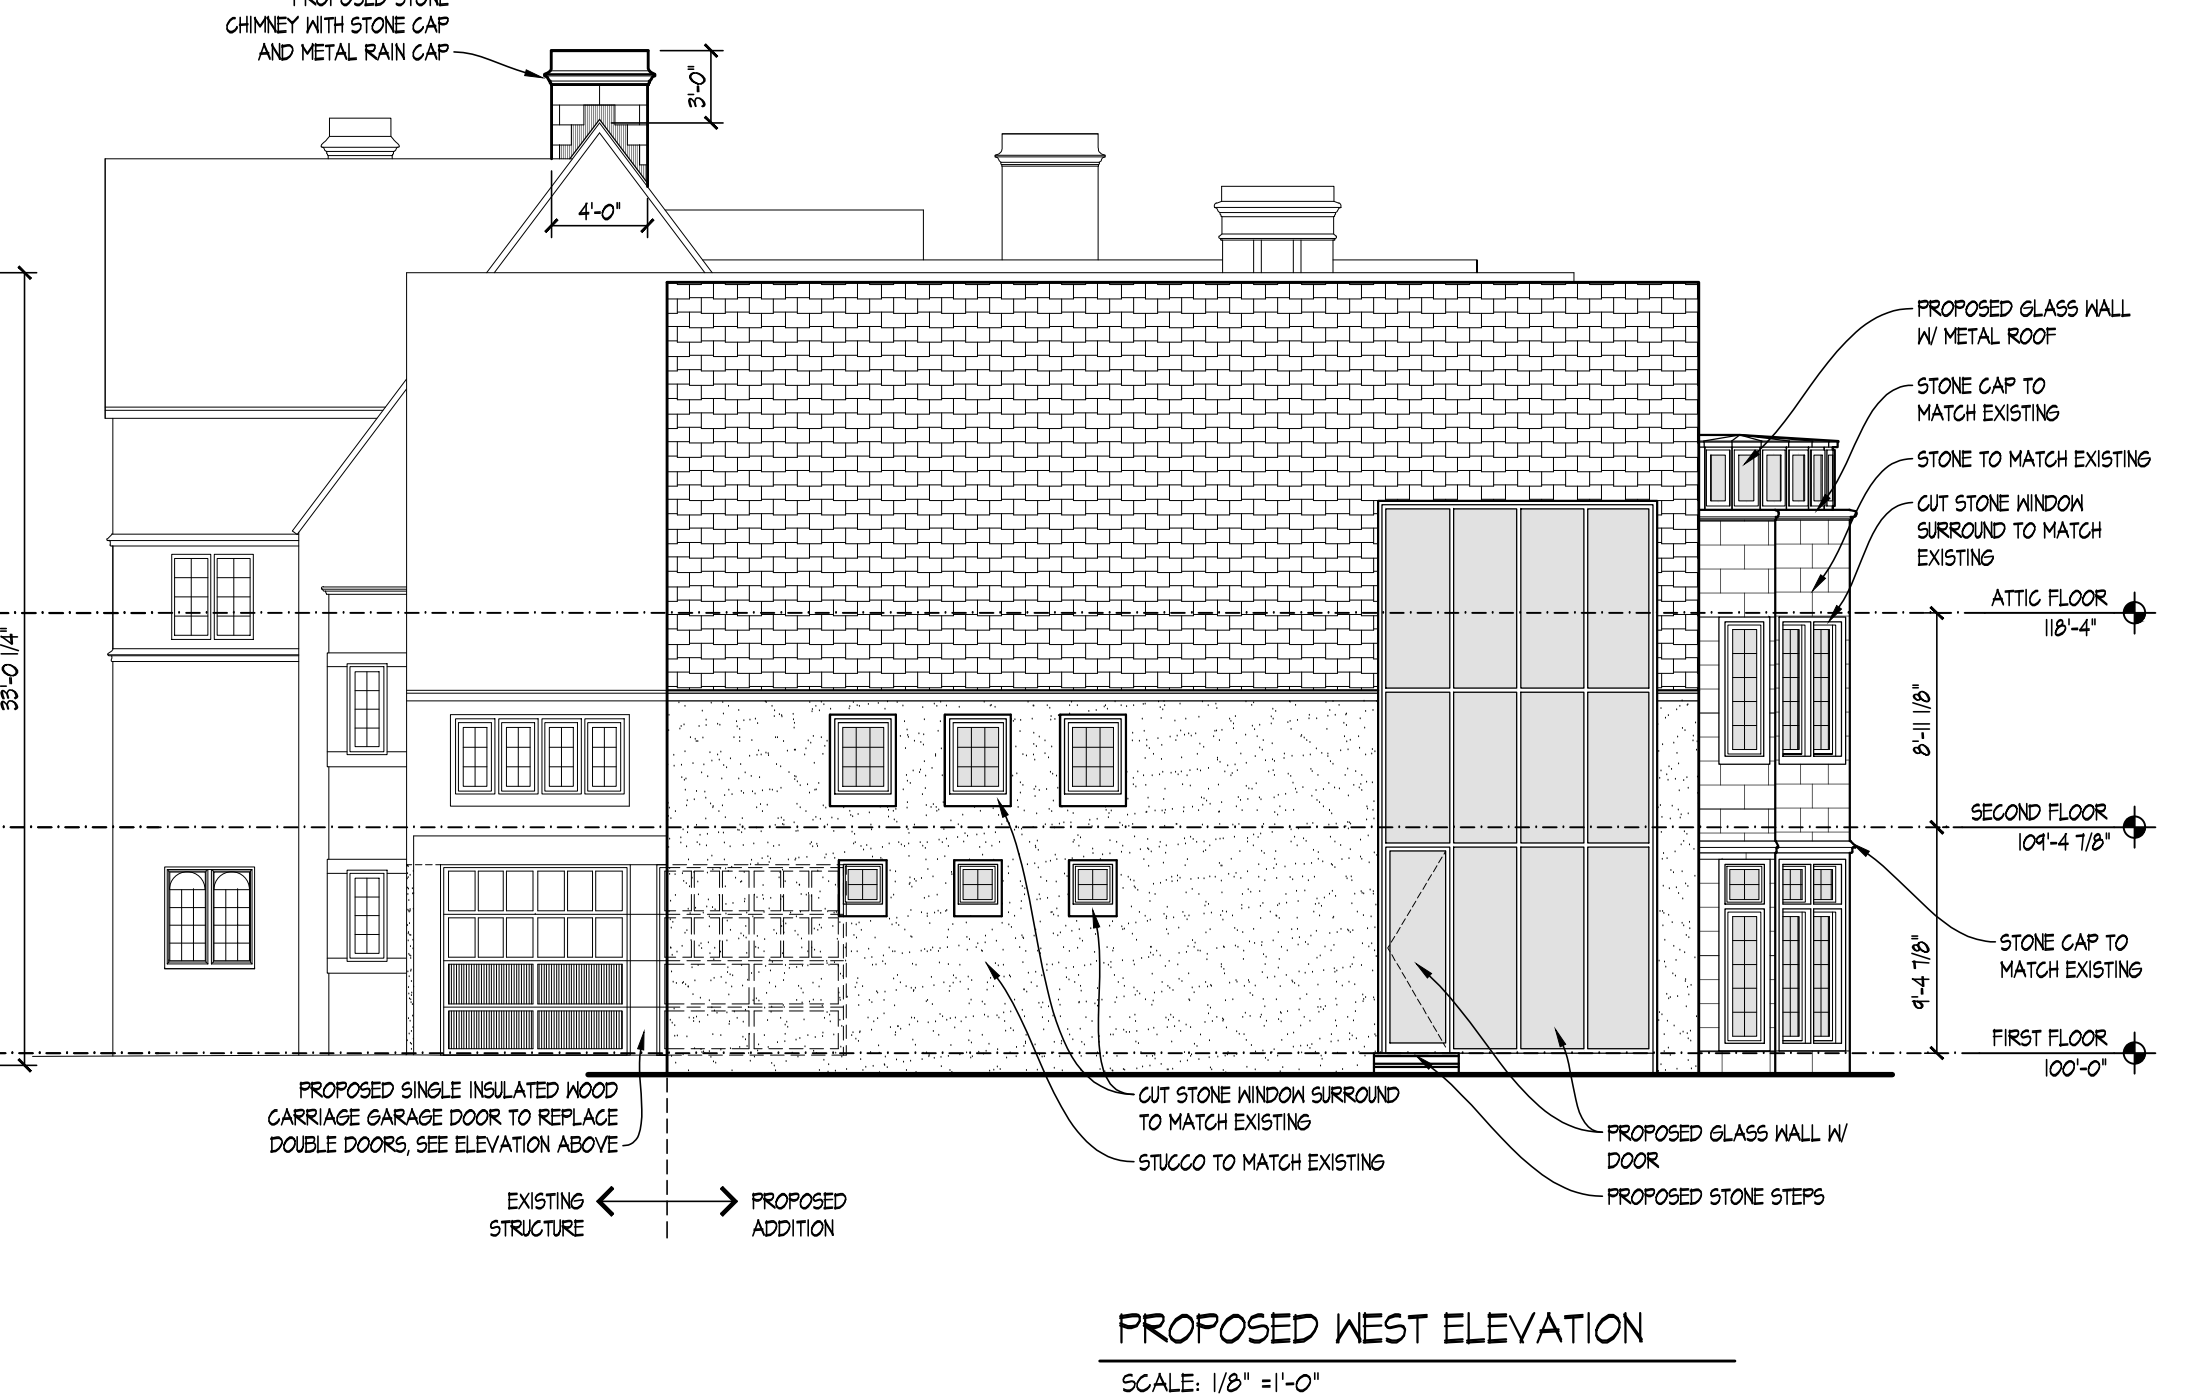 PROPOSED STONE
CHIMNEY WITH STONE CAP
AND METAL RAIN CAP
3'-0"
4'-0"
33'-0 1/4"
PROPOSED GLASS WALL
W/ METAL ROOF
STONE CAP TO
MATCH EXISTING
STONE TO MATCH EXISTING
CUT STONE WINDOW
SURROUND TO MATCH
EXISTING
ATTIC FLOOR
118'-4"
8'-11 1/8"
SECOND FLOOR
109'-4 7/8"
9'-4 7/8"
STONE CAP TO
MATCH EXISTING
FIRST FLOOR
100'-0"
PROPOSED SINGLE INSULATED WOOD
CARRIAGE GARAGE DOOR TO REPLACE
DOUBLE DOORS, SEE ELEVATION ABOVE
CUT STONE WINDOW SURROUND
TO MATCH EXISTING
STUCCO TO MATCH EXISTING
PROPOSED GLASS WALL W/
DOOR
PROPOSED STONE STEPS
EXISTING
STRUCTURE
PROPOSED
ADDITION
PROPOSED WEST ELEVATION
SCALE: 1/8" =1'-0"